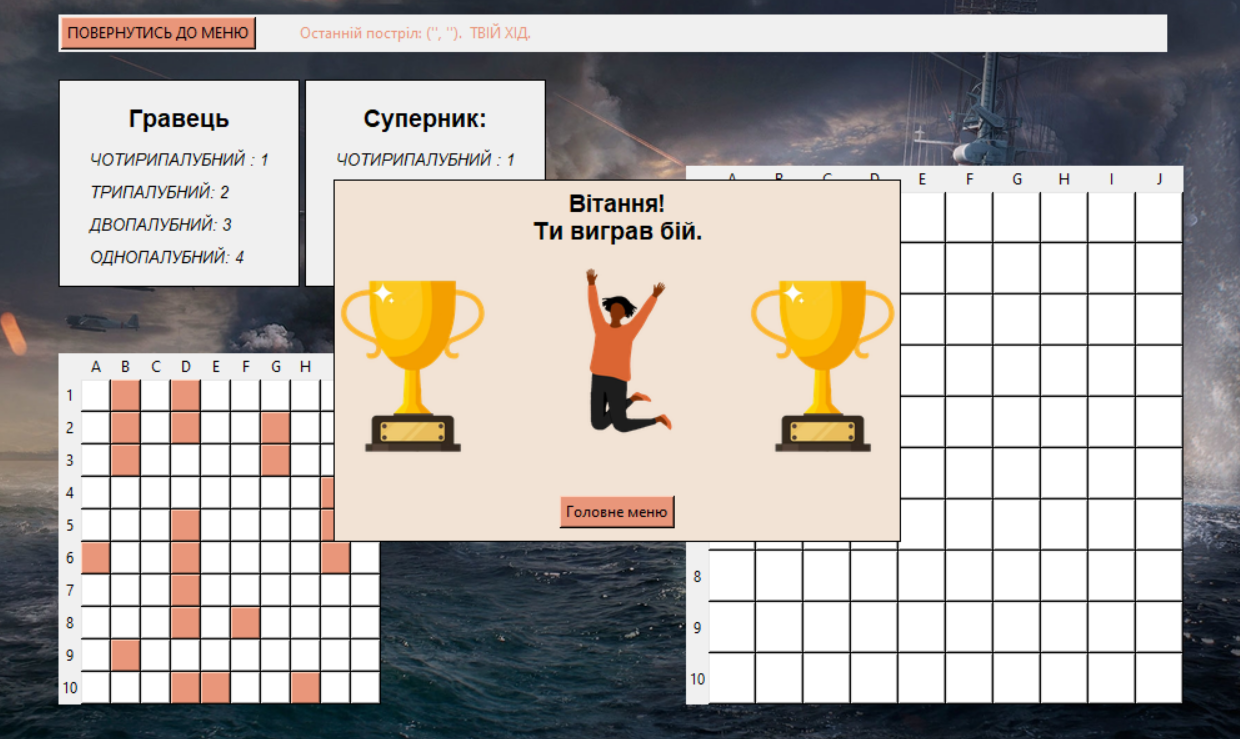 ПОВЕРНУТИСЬ ДО МЕНЮ
Останній постріл: ('', ''). ТВІЙ ХІД.
Гравець
ЧОТИРИПАЛУБНИЙ : 1
ТРИПАЛУБНИЙ: 2
ДВОПАЛУБНИЙ: 3
ОДНОПАЛУБНИЙ: 4
Суперник:
ЧОТИРИПАЛУБНИЙ : 1
Вітання!
Ти виграв бій.
Головне меню
A B C D E F G H
1
2
3
4
5
6
7
8
9
10
A B C D E F G H I J
8
9
10